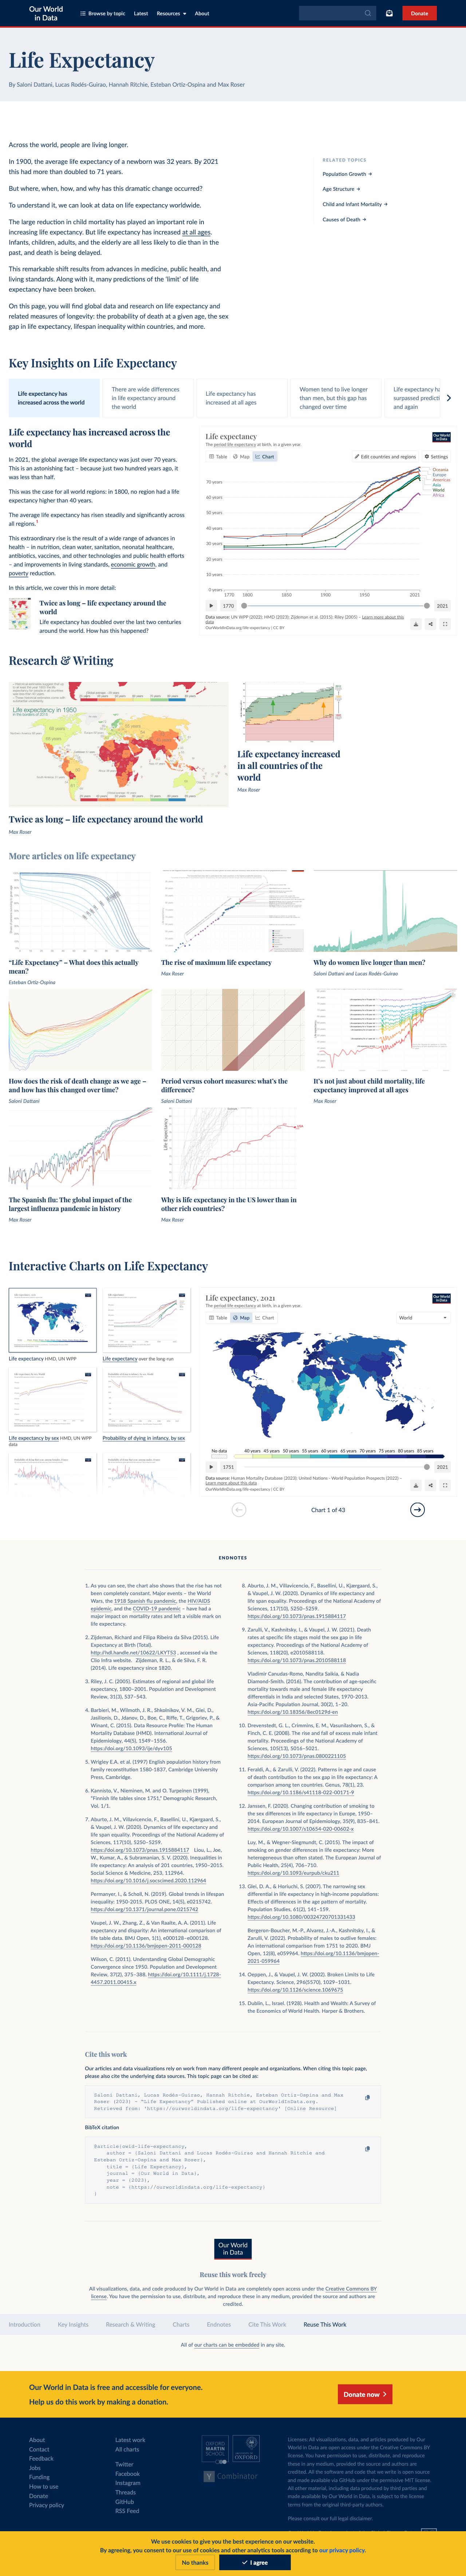 Our World
in Data
Browse by topic
Latest
Resources
About
Donate
Life Expectancy
By Saloni Dattani, Lucas Rodés-Guirao, Hannah Ritchie, Esteban Ortiz-Ospina and Max Roser
Across the world, people are living longer.
In 1900, the average life expectancy of a newborn was 32 years. By 2021
this had more than doubled to 71 years.
But where, when, how, and why has this dramatic change occurred?
To understand it, we can look at data on life expectancy worldwide.
The large reduction in child mortality has played an important role in
increasing life expectancy. But life expectancy has increased at all ages.
Infants, children, adults, and the elderly are all less likely to die than in the
past, and death is being delayed.
This remarkable shift results from advances in medicine, public health, and
living standards. Along with it, many predictions of the ‘limit’ of life
expectancy have been broken.
On this page, you will find global data and research on life expectancy and
related measures of longevity: the probability of death at a given age, the sex
gap in life expectancy, lifespan inequality within countries, and more.
RELATED TOPICS
Population Growth →
Age Structure →
Child and Infant Mortality →
Causes of Death →
Key Insights on Life Expectancy
Life expectancy has
increased across the world
There are wide differences
in life expectancy around
the world
Life expectancy has
increased at all ages
Women tend to live longer
than men, but this gap has
changed over time
Life expectancy ha
surpassed predicti
and again
Life expectancy has increased across the
world
In 2021, the global average life expectancy was just over 70 years.
This is an astonishing fact – because just two hundred years ago, it
was less than half.
This was the case for all world regions: in 1800, no region had a life
expectancy higher than 40 years.
The average life expectancy has risen steadily and significantly across
all regions.1
This extraordinary rise is the result of a wide range of advances in
health – in nutrition, clean water, sanitation, neonatal healthcare,
antibiotics, vaccines, and other technologies and public health efforts
– and improvements in living standards, economic growth, and
poverty reduction.
In this article, we cover this in more detail:
Twice as long – life expectancy around the
world
Life expectancy has doubled over the last two centuries
around the world. How has this happened?
Life expectancy
The period life expectancy at birth, in a given year.
Our World
in Data
Table
Map
Chart
Edit countries and regions
Settings
70 years
60 years
50 years
40 years
30 years
20 years
10 years
0 years
1770
1800
1850
1900
1950
2021
Oceania
Europe
Americas
Asia
World
Africa
1770
2021
Data source: UN WPP (2022); HMD (2023); Zijdeman et al. (2015); Riley (2005) – Learn more about this
data
OurWorldInData.org/life-expectancy | CC BY
Research & Writing
Life expectancy in 1950
Twice as long – life expectancy around the world
Max Roser
Life expectancy increased
in all countries of the
world
Max Roser
More articles on life expectancy
“Life Expectancy” – What does this actually
mean?
Esteban Ortiz-Ospina
The rise of maximum life expectancy
Max Roser
Why do women live longer than men?
Saloni Dattani and Lucas Rodés-Guirao
How does the risk of death change as we age –
and how has this changed over time?
Saloni Dattani
Period versus cohort measures: what’s the
difference?
Saloni Dattani
It’s not just about child mortality, life
expectancy improved at all ages
Max Roser
The Spanish flu: The global impact of the
largest influenza pandemic in history
Max Roser
Life Expectancy
Why is life expectancy in the US lower than in
other rich countries?
Max Roser
Interactive Charts on Life Expectancy
Life expectancy HMD, UN WPP
Life expectancy over the long-run
Life expectancy by sex HMD, UN WPP
data
Probability of dying in infancy, by sex
Life expectancy, 2021
The period life expectancy at birth, in a given year.
Our World
in Data
Table
Map
Chart
World
No data
40 years
45 years
50 years
55 years
60 years
65 years
70 years
75 years
80 years
85 years
1751
2021
Data source: Human Mortality Database (2023); United Nations - World Population Prospects (2022) –
Learn more about this data
OurWorldInData.org/life-expectancy | CC BY
Chart 1 of 43
ENDNOTES
1. As you can see, the chart also shows that the rise has not
been completely constant. Major events – the World
Wars, the 1918 Spanish flu pandemic, the HIV/AIDS
epidemic, and the COVID-19 pandemic – have had a
major impact on mortality rates and left a visible mark on
life expectancy.
2. Zijdeman, Richard and Filipa Ribeira da Silva (2015). Life
Expectancy at Birth (Total).
http://hdl.handle.net/10622/LKYT53 , accessed via the
Clio Infra website. Zijdeman, R. L., & de Silva, F. R.
(2014). Life expectancy since 1820.
3. Riley, J. C. (2005). Estimates of regional and global life
expectancy, 1800–2001. Population and Development
Review, 31(3), 537–543.
4. Barbieri, M., Wilmoth, J. R., Shkolnikov, V. M., Glei, D.,
Jasilionis, D., Jdanov, D., Boe, C., Riffe, T., Grigoriev, P., &
Winant, C. (2015). Data Resource Profile: The Human
Mortality Database (HMD). International Journal of
Epidemiology, 44(5), 1549–1556.
https://doi.org/10.1093/ije/dyv105
5. Wrigley E.A. et al. (1997) English population history from
family reconstitution 1580-1837. Cambridge University
Press, Cambridge.
6. Kannisto, V., Nieminen, M. and O. Turpeinen (1999),
“Finnish life tables since 1751,” Demographic Research,
Vol. 1/1.
7. Aburto, J. M., Villavicencio, F., Basellini, U., Kjærgaard, S.,
& Vaupel, J. W. (2020). Dynamics of life expectancy and
life span equality. Proceedings of the National Academy of
Sciences, 117(10), 5250–5259.
https://doi.org/10.1073/pnas.1915884117 Liou, L., Joe,
W., Kumar, A., & Subramanian, S. V. (2020). Inequalities in
life expectancy: An analysis of 201 countries, 1950–2015.
Social Science & Medicine, 253, 112964.
https://doi.org/10.1016/j.socscimed.2020.112964
Permanyer, I., & Scholl, N. (2019). Global trends in lifespan
inequality: 1950-2015. PLOS ONE, 14(5), e0215742.
https://doi.org/10.1371/journal.pone.0215742
Vaupel, J. W., Zhang, Z., & Van Raalte, A. A. (2011). Life
expectancy and disparity: An international comparison of
life table data. BMJ Open, 1(1), e000128–e000128.
https://doi.org/10.1136/bmjopen-2011-000128
Wilson, C. (2011). Understanding Global Demographic
Convergence since 1950. Population and Development
Review, 37(2), 375–388. https://doi.org/10.1111/j.1728-
4457.2011.00415.x
8. Aburto, J. M., Villavicencio, F., Basellini, U., Kjærgaard, S.,
& Vaupel, J. W. (2020). Dynamics of life expectancy and
life span equality. Proceedings of the National Academy of
Sciences, 117(10), 5250–5259.
https://doi.org/10.1073/pnas.1915884117
9. Zarulli, V., Kashnitsky, I., & Vaupel, J. W. (2021). Death
rates at specific life stages mold the sex gap in life
expectancy. Proceedings of the National Academy of
Sciences, 118(20), e2010588118.
https://doi.org/10.1073/pnas.2010588118
Vladimir Canudas-Romo, Nandita Saikia, & Nadia
Diamond-Smith. (2016). The contribution of age-specific
mortality towards male and female life expectancy
differentials in India and selected States, 1970-2013.
Asia-Pacific Population Journal, 31(2), 1–20.
https://doi.org/10.18356/8ec0129d-en
10. Drevenstedt, G. L., Crimmins, E. M., Vasunilashorn, S., &
Finch, C. E. (2008). The rise and fall of excess male infant
mortality. Proceedings of the National Academy of
Sciences, 105(13), 5016–5021.
https://doi.org/10.1073/pnas.0800221105
11. Feraldi, A., & Zarulli, V. (2022). Patterns in age and cause
of death contribution to the sex gap in life expectancy: A
comparison among ten countries. Genus, 78(1), 23.
https://doi.org/10.1186/s41118-022-00171-9
12. Janssen, F. (2020). Changing contribution of smoking to
the sex differences in life expectancy in Europe, 1950–
2014. European Journal of Epidemiology, 35(9), 835–841.
https://doi.org/10.1007/s10654-020-00602-x
Luy, M., & Wegner-Siegmundt, C. (2013). The impact of
smoking on gender differences in life expectancy: More
heterogeneous than often stated. The European Journal of
Public Health, 25(4), 706–710.
https://doi.org/10.1093/eurpub/cku211
13. Glei, D. A., & Horiuchi, S. (2007). The narrowing sex
differential in life expectancy in high-income populations:
Effects of differences in the age pattern of mortality.
Population Studies, 61(2), 141–159.
https://doi.org/10.1080/00324720701331433
Bergeron-Boucher, M.-P., Alvarez, J.-A., Kashnitsky, I., &
Zarulli, V. (2022). Probability of males to outlive females:
An international comparison from 1751 to 2020. BMJ
Open, 12(8), e059964. https://doi.org/10.1136/bmjopen-
2021-059964
14. Oeppen, J., & Vaupel, J. W. (2002). Broken Limits to Life
Expectancy. Science, 296(5570), 1029–1031.
https://doi.org/10.1126/science.1069675
15. Dublin, L., Israel. (1928). Health and Wealth: A Survey of
the Economics of World Health. Harper & Brothers.
Cite this work
Our articles and data visualizations rely on work from many different people and organizations. When citing this topic page,
please also cite the underlying data sources. This topic page can be cited as:
Saloni Dattani, Lucas Rodés-Guirao, Hannah Ritchie, Esteban Ortiz-Ospina and Max
Roser (2023) - “Life Expectancy” Published online at OurWorldInData.org.
Retrieved from: 'https://ourworldindata.org/life-expectancy' [Online Resource]
BibTeX citation
@article{owid-life-expectancy,
author = {Saloni Dattani and Lucas Rodés-Guirao and Hannah Ritchie and
Esteban Ortiz-Ospina and Max Roser},
title = {Life Expectancy},
journal = {Our World in Data},
year = {2023},
note = {https://ourworldindata.org/life-expectancy}
}
Our World
in Data
Reuse this work freely
All visualizations, data, and code produced by Our World in Data are completely open access under the Creative Commons BY
license. You have the permission to use, distribute, and reproduce these in any medium, provided the source and authors are
credited.
Introduction
Key Insights
Research & Writing
Charts
Endnotes
Cite This Work
Reuse This Work
All of our charts can be embedded in any site.
Our World in Data is free and accessible for everyone.
Help us do this work by making a donation.
Donate now
About
Contact
Feedback
Jobs
Funding
How to use
Donate
Privacy policy
Latest work
All charts
Twitter
Facebook
Instagram
Threads
GitHub
RSS Feed
OXFORD
MARTIN
SCHOOL
OXFORD
Y Combinator
Licenses: All visualizations, data, and articles produced by Our
World in Data are open access under the Creative Commons BY
license. You have permission to use, distribute, and reproduce
these in any medium, provided the source and authors are
credited. All the software and code that we write is open source
and made available via GitHub under the permissive MIT license.
All other material, including data produced by third parties and
made available by Our World in Data, is subject to the license
terms from the original third-party authors.
Please consult our full legal disclaimer.
We use cookies to give you the best experience on our website.
By agreeing, you consent to our use of cookies and other analytics tools according to our privacy policy.
No thanks
I agree